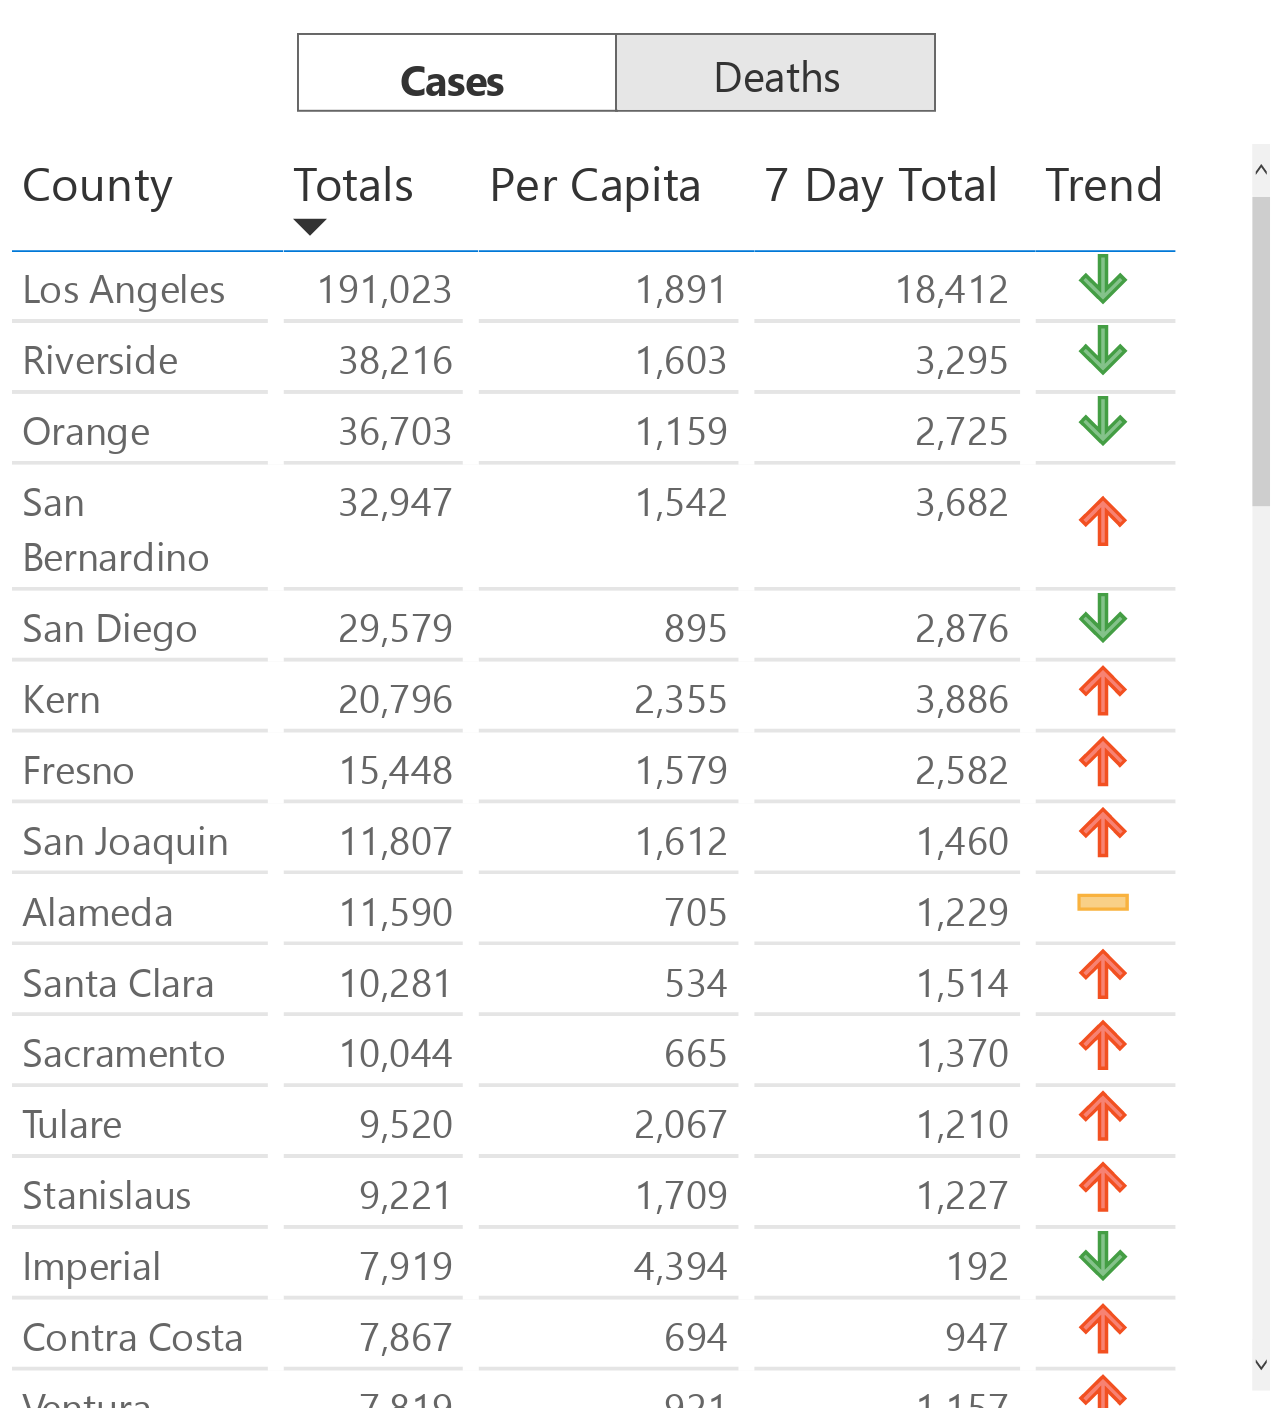 Cases Deaths
County Totals Per Capita 7 Day Total Trend
Los Angeles 191,023 1,891 18,412
Riverside 38,216 1,603 3,295
Orange 36,703 1,159 2,725
San 32,947 1,542 3,682
Bernardino
San Diego 29,579 895 2,876
Kern 20,796 2,355 3,886
Fresno 15,448 1,579 2,582
San Joaquin 11,807 1,612 1,460
Alameda 11,590 705 1,229
Santa Clara 10,281 534 1,514
Sacramento 10,044 665 1,370
Tulare 9,520 2,067 1,210
Stanislaus 9,221 1,709 1,227
Imperial 7,919 4,394 192
Contra Costa 7,867 694 947
Ventura 7,819 921 1,157